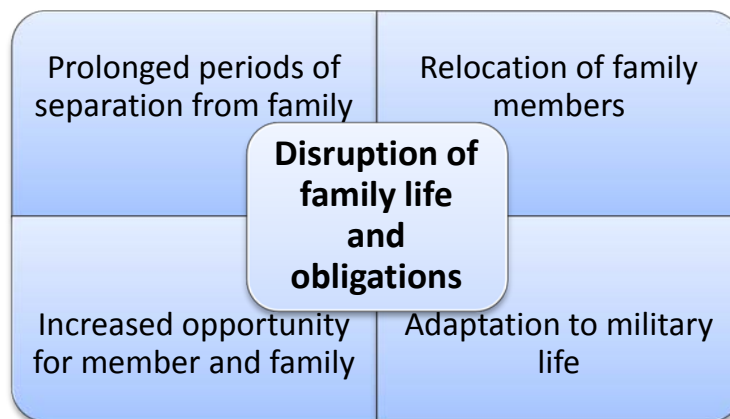 Prolonged periods of
separation from family
Relocation of family
members
Disruption of
family life
and
obligations
Increased opportunity
for member and family
Adaptation to military
life